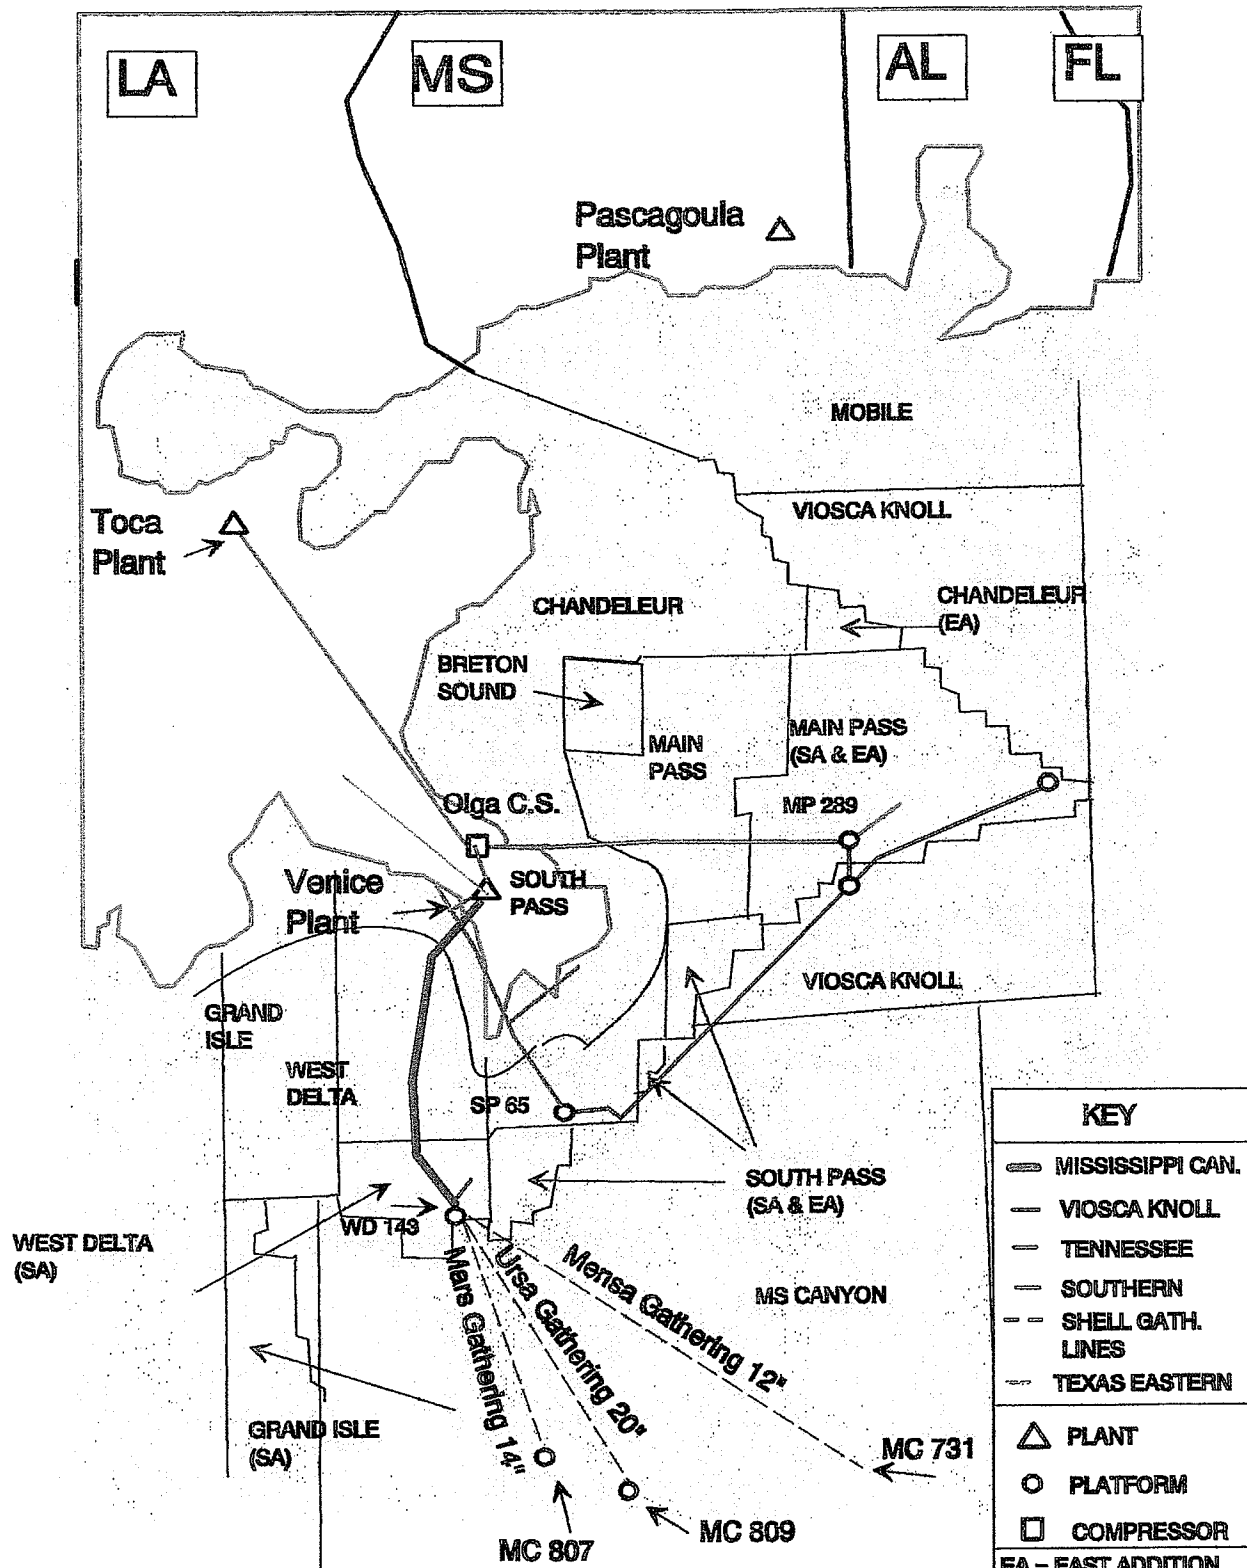 LA
MS
AL
FL
Pascagoula
Plant
MOBILE
VIOSCA KNOLL
Toca
Plant
CHANDELEUR
CHANDELEUR
(EA)
BRETON
SOUND
MAIN
PASS
MAIN PASS
(SA & EA)
Olga C.S.
MP 289
Venice
Plant
SOUTH
PASS
VIOSCA KNOLL
GRAND
ISLE
WEST
DELTA
SP 65
SOUTH PASS
(SA & EA)
WD 143
WEST DELTA
(SA)
MS CANYON
Mars Gathering 14"
Ursa Gathering 20"
Mensa Gathering 12"
GRAND ISLE
(SA)
MC 731
MC 809
MC 807
KEY
MISSISSIPPI CAN.
VIOSCA KNOLL
TENNESSEE
SOUTHERN
SHELL GATH.
LINES
TEXAS EASTERN
PLANT
PLATFORM
COMPRESSOR
EA - EAST ADDITION